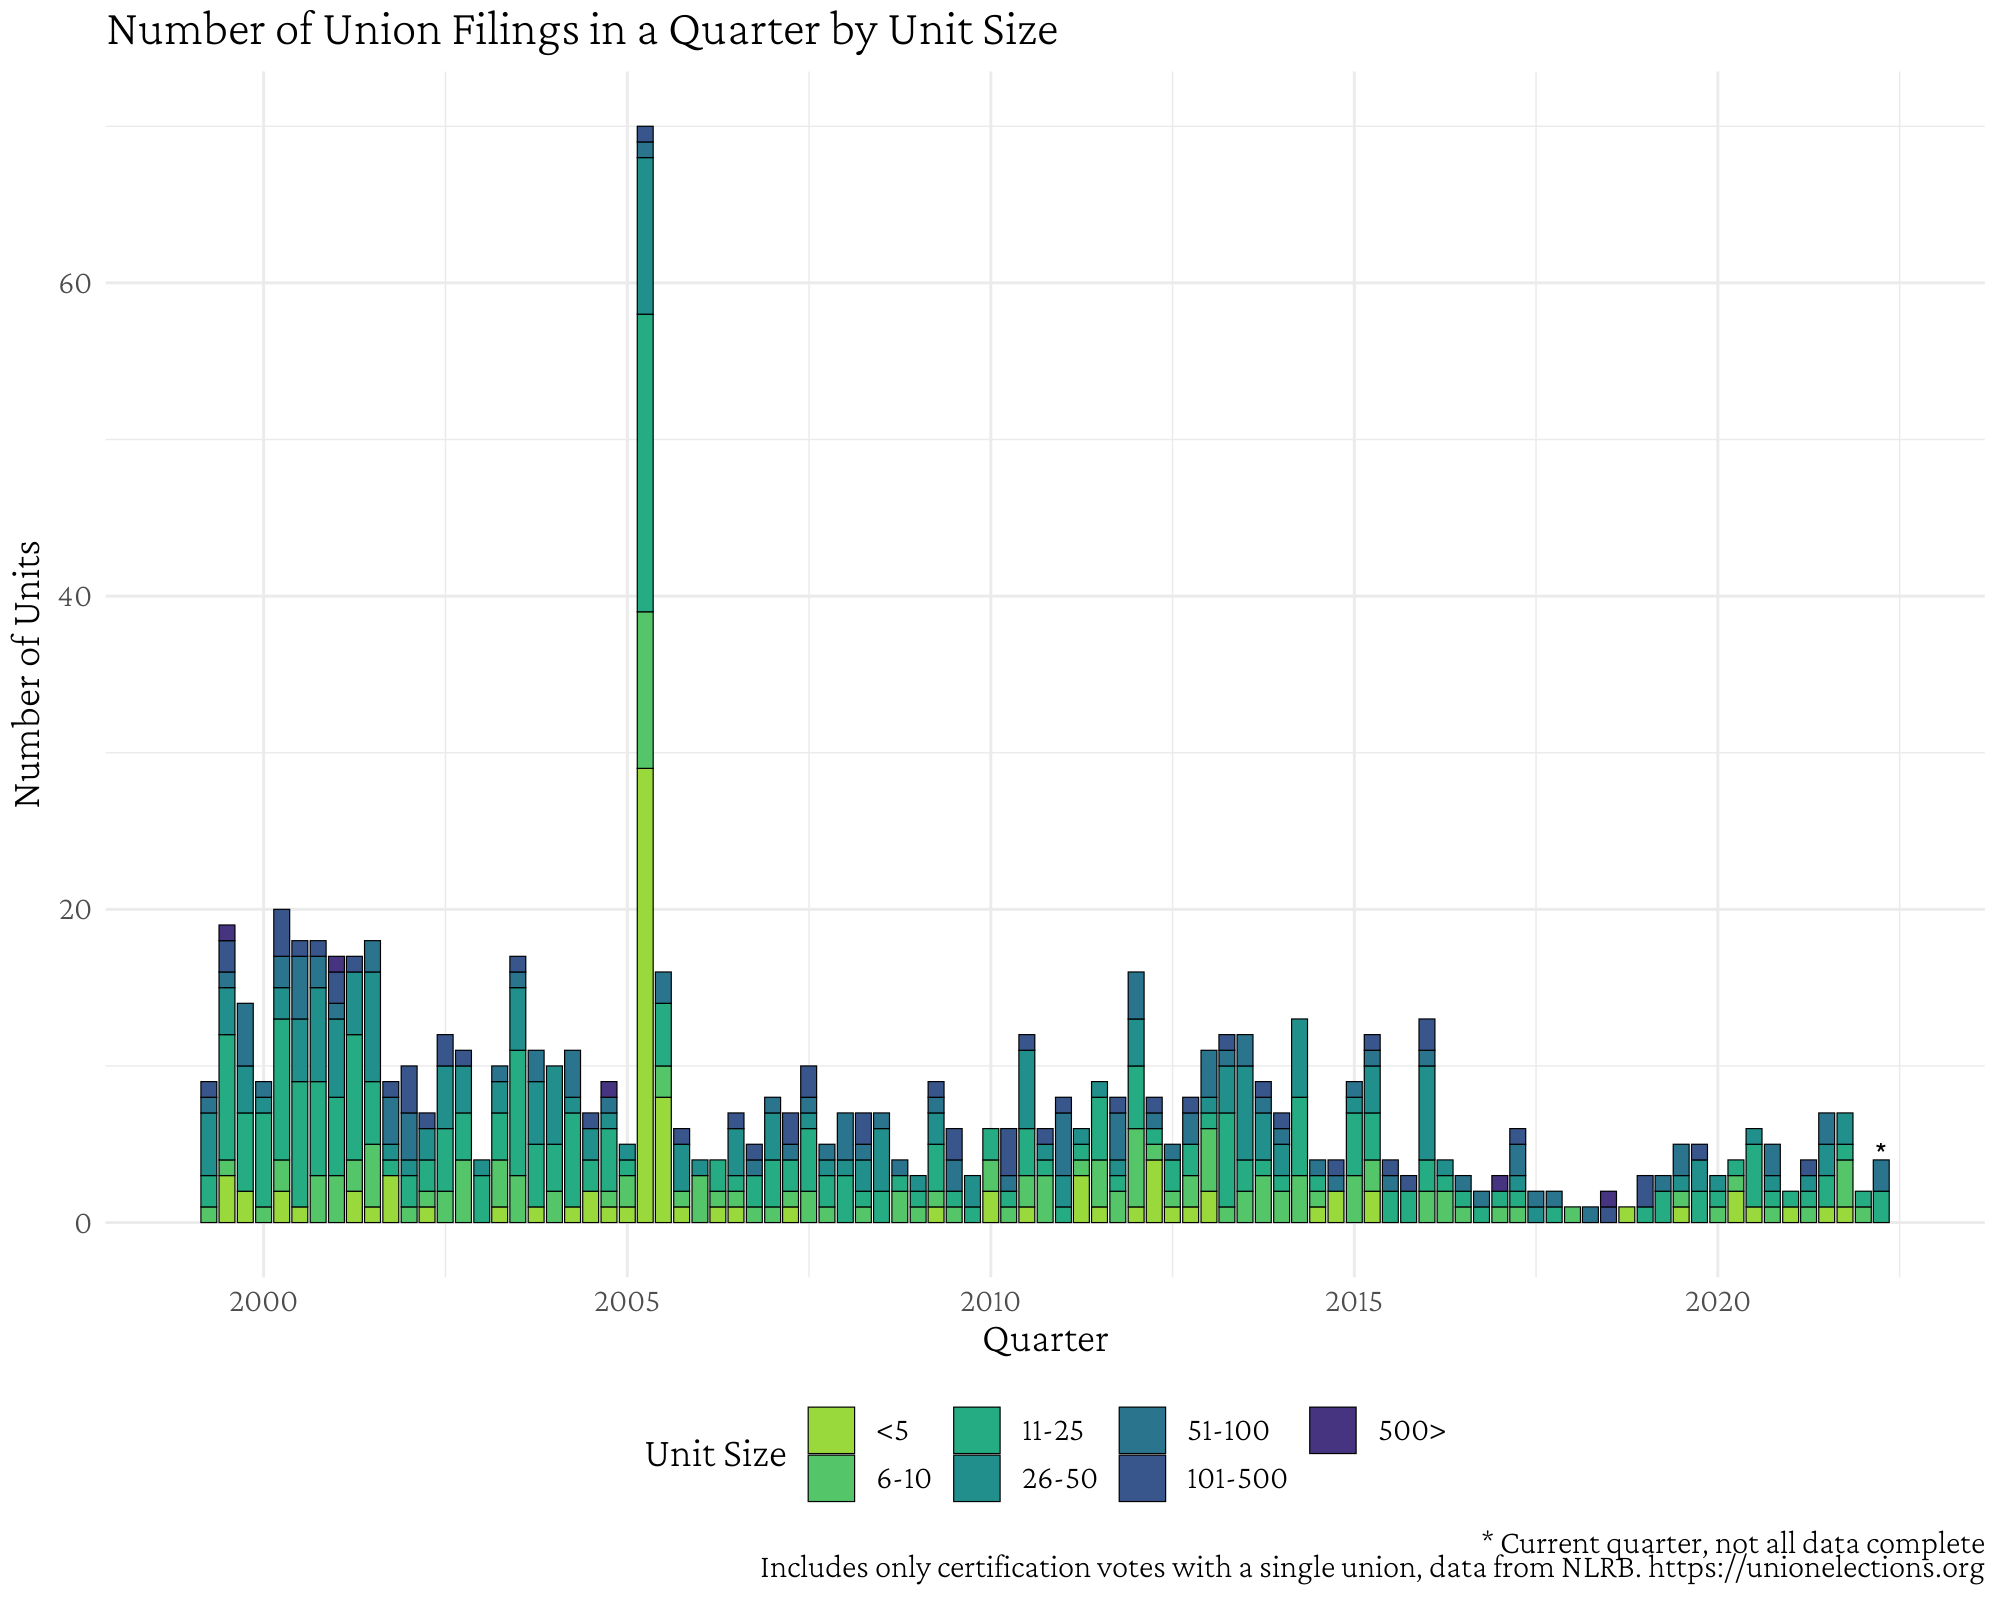 Number of Union Filings in a Quarter by Unit Size
Number of Units
60
40
20
0
*
2000 2005 2010 2015 2020
Quarter
Unit Size
<5 11-25 51-100 500>
6-10 26-50 101-500
* Current quarter, not all data complete
Includes only certification votes with a single union, data from NLRB. https://unionelections.org